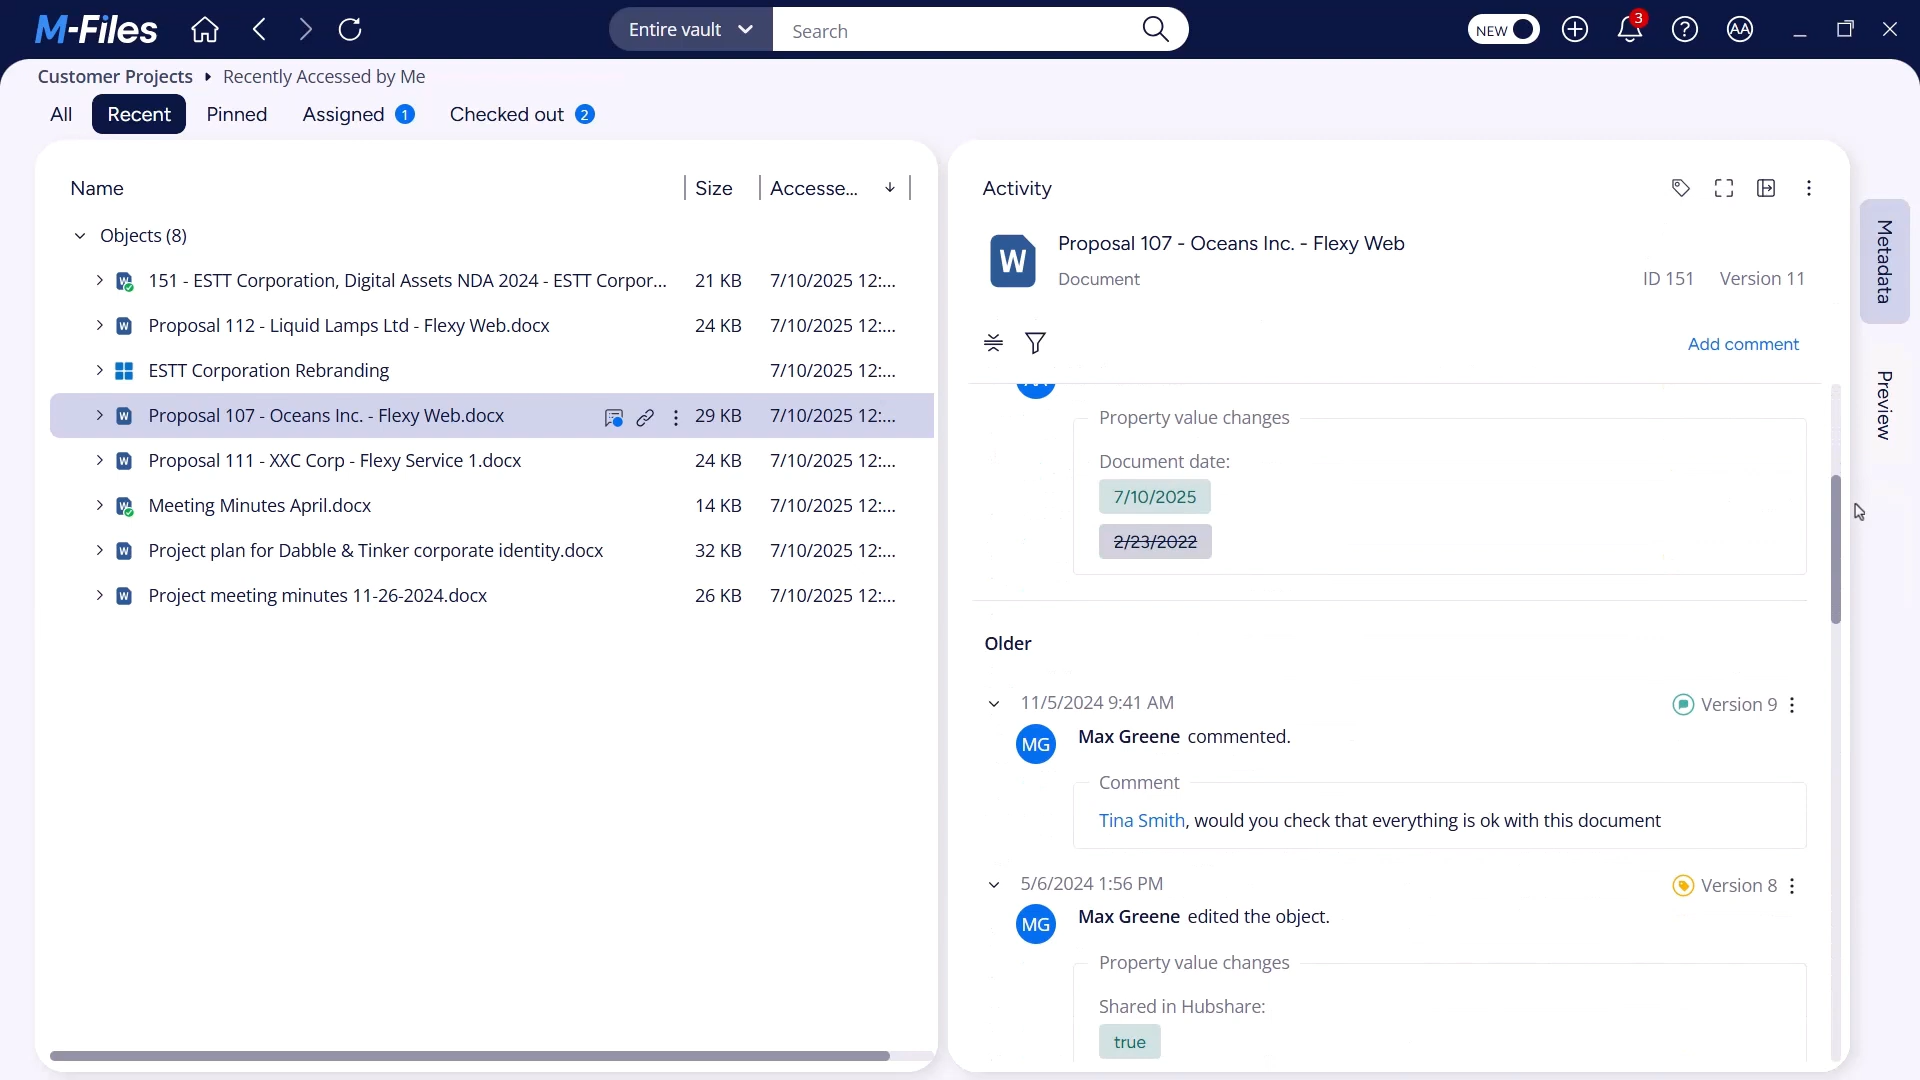 M-Files
Entire vault
Search
NEW
3
AA
Customer Projects
Recently Accessed by Me
All
Recent
Pinned
Assigned 1
Checked out 2
Name Size Accesse...
Objects (8)
151 - ESTT Corporation, Digital Assets NDA 2024 - ESTT Corpor... 21 KB 7/10/2025 12:...
Proposal 112 - Liquid Lamps Ltd - Flexy Web.docx 24 KB 7/10/2025 12:...
ESTT Corporation Rebranding 7/10/2025 12:...
Proposal 107 - Oceans Inc. - Flexy Web.docx 29 KB 7/10/2025 12:...
Proposal 111 - XXC Corp - Flexy Service 1.docx 24 KB 7/10/2025 12:...
Meeting Minutes April.docx 14 KB 7/10/2025 12:...
Project plan for Dabble & Tinker corporate identity.docx 32 KB 7/10/2025 12:...
Project meeting minutes 11-26-2024.docx 26 KB 7/10/2025 12:...
Activity
W
Proposal 107 - Oceans Inc. - Flexy Web
Document ID 151 Version 11
Add comment
Property value changes
Document date:
7/10/2025
2/23/2022
Older
11/5/2024 9:41 AM Version 9
MG
Max Greene commented.
Comment
Tina Smith, would you check that everything is ok with this document
5/6/2024 1:56 PM Version 8
MG
Max Greene edited the object.
Property value changes
Shared in Hubshare:
true
Metadata
Preview